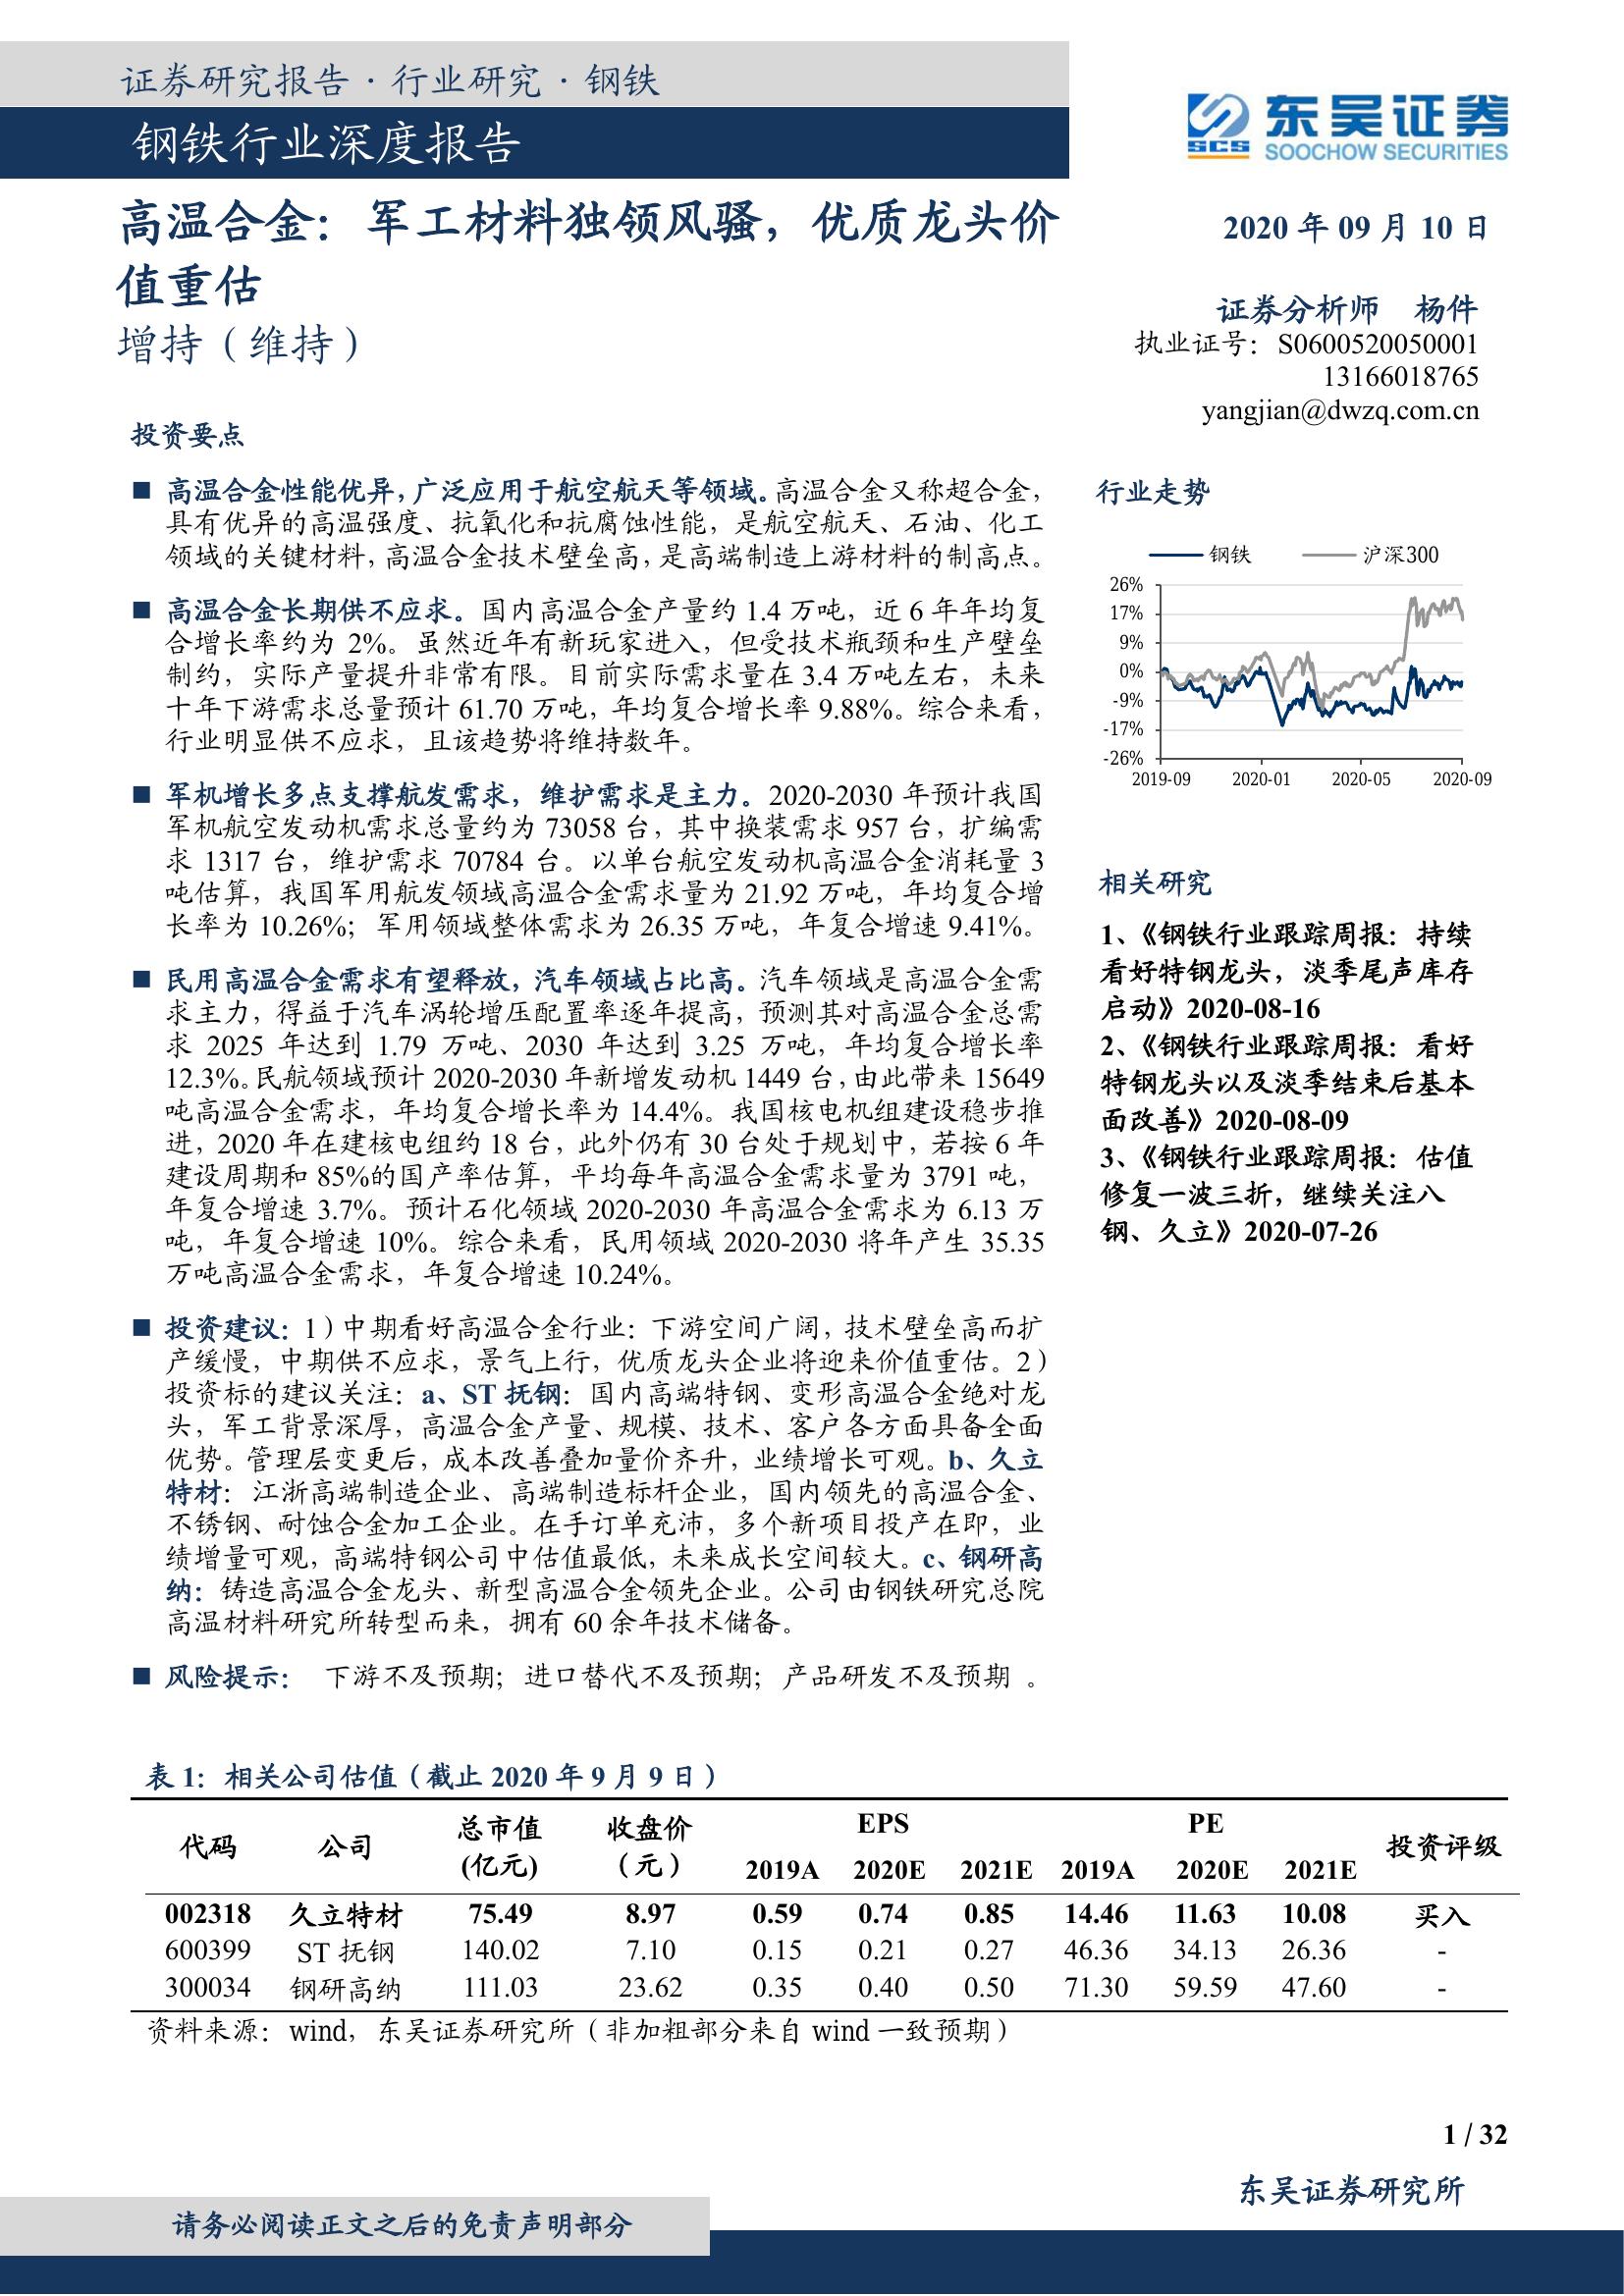 证券研究报告 · 行业研究 · 钢铁
钢铁行业深度报告
东吴证券
SCS
SOOCHOW SECURITIES
高温合金：军工材料独领风骚，优质龙头价
值重估
增持（维持）
2020 年 09 月 10 日
证券分析师 杨件
执业证号：S0600520050001
13166018765
yangjian@dwzq.com.cn
投资要点
■ 高温合金性能优异，广泛应用于航空航天等领域。高温合金又称超合金，
具有优异的高温强度、抗氧化和抗腐蚀性能，是航空航天、石油、化工
领域的关键材料，高温合金技术壁垒高，是高端制造上游材料的制高点。
■ 高温合金长期供不应求。国内高温合金产量约 1.4 万吨，近 6 年年均复
合增长率约为 2%。虽然近年有新玩家进入，但受技术瓶颈和生产壁垒
制约，实际产量提升非常有限。目前实际需求量在 3.4 万吨左右，未来
十年下游需求总量预计 61.70 万吨，年均复合增长率 9.88%。综合来看，
行业明显供不应求，且该趋势将维持数年。
■ 军机增长多点支撑航发需求，维护需求是主力。2020-2030 年预计我国
军机航空发动机需求总量约为 73058 台，其中换装需求 957 台，扩编需
求 1317 台，维护需求 70784 台。以单台航空发动机高温合金消耗量 3
吨估算，我国军用航发领域高温合金需求量为 21.92 万吨，年均复合增
长率为 10.26%；军用领域整体需求为 26.35 万吨，年复合增速 9.41%。
■ 民用高温合金需求有望释放，汽车领域占比高。汽车领域是高温合金需
求主力，得益于汽车涡轮增压配置率逐年提高，预测其对高温合金总需
求 2025 年达到 1.79 万吨、2030 年达到 3.25 万吨，年均复合增长率
12.3%。民航领域预计 2020-2030 年新增发动机 1449 台，由此带来 15649
吨高温合金需求，年均复合增长率为 14.4%。我国核电机组建设稳步推
进，2020 年在建核电组约 18 台，此外仍有 30 台处于规划中，若按 6 年
建设周期和 85%的国产率估算，平均每年高温合金需求量为 3791 吨，
年复合增速 3.7%。预计石化领域 2020-2030 年高温合金需求为 6.13 万
吨，年复合增速 10%。综合来看，民用领域 2020-2030 将年产生 35.35
万吨高温合金需求，年复合增速 10.24%。
■ 投资建议：1）中期看好高温合金行业：下游空间广阔，技术壁垒高而扩
产缓慢，中期供不应求，景气上行，优质龙头企业将迎来价值重估。2）
投资标的建议关注：a、ST 抚钢：国内高端特钢、变形高温合金绝对龙
头，军工背景深厚，高温合金产量、规模、技术、客户各方面具备全面
优势。管理层变更后，成本改善叠加量价齐升，业绩增长可观。b、久立
特材：江浙高端制造企业、高端制造标杆企业，国内领先的高温合金、
不锈钢、耐蚀合金加工企业。在手订单充沛，多个新项目投产在即，业
绩增量可观，高端特钢公司中估值最低，未来成长空间较大。c、钢研高
纳：铸造高温合金龙头、新型高温合金领先企业。公司由钢铁研究总院
高温材料研究所转型而来，拥有 60 余年技术储备。
■ 风险提示： 下游不及预期；进口替代不及预期；产品研发不及预期 。
行业走势
钢铁 沪深300
26%
17%
9%
0%
-9%
-17%
-26%
2019-09 2020-01 2020-05 2020-09
相关研究
1、《钢铁行业跟踪周报：持续
看好特钢龙头，淡季尾声库存
启动》2020-08-16
2、《钢铁行业跟踪周报：看好
特钢龙头以及淡季结束后基本
面改善》2020-08-09
3、《钢铁行业跟踪周报：估值
修复一波三折，继续关注八
钢、久立》2020-07-26
表 1：相关公司估值（截止 2020 年 9 月 9 日）
代码 公司 总市值 (亿元) 收盘价 （元） EPS PE 投资评级
2019A 2020E 2021E 2019A 2020E 2021E
002318 久立特材 75.49 8.97 0.59 0.74 0.85 14.46 11.63 10.08 买入
600399 ST 抚钢 140.02 7.10 0.15 0.21 0.27 46.36 34.13 26.36 -
300034 钢研高纳 111.03 23.62 0.35 0.40 0.50 71.30 59.59 47.60 -
资料来源：wind，东吴证券研究所（非加粗部分来自 wind 一致预期）
1 / 32
东吴证券研究所
请务必阅读正文之后的免责声明部分